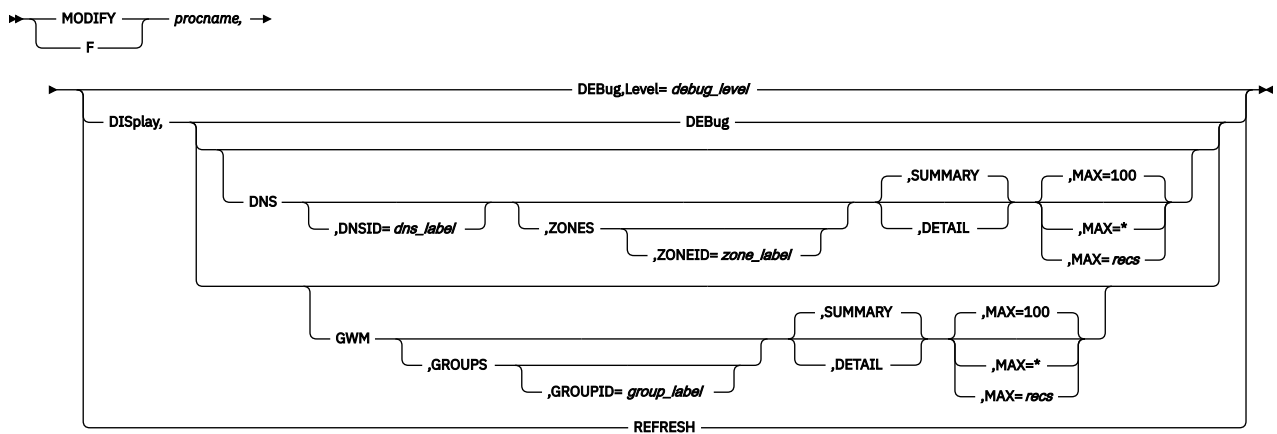 MODIFY procname,
F
DEBug,Level= debug_level
DISplay, DEBug
,SUMMARY ,MAX=100
DNS
,DNSID= dns_label ,ZONES ,DETAIL ,MAX=*
,ZONEID= zone_label ,MAX= recs
,SUMMARY ,MAX=100
GWM
,GROUPS ,DETAIL ,MAX=*
,GROUPID= group_label ,MAX= recs
REFRESH